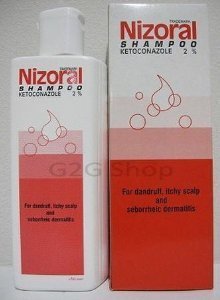 TRADEMARK
Nizoral
SHAMPOO
KETOCONAZOLE 2 %
For dandruff, itchy scalp
and
seborrheic dermatitis
TRADEMARK
Nizoral
SHAMPOO
KETOCONAZOLE 2 %
For dandruff, itchy scalp
and
seborrheic dermatitis
G2G Shop